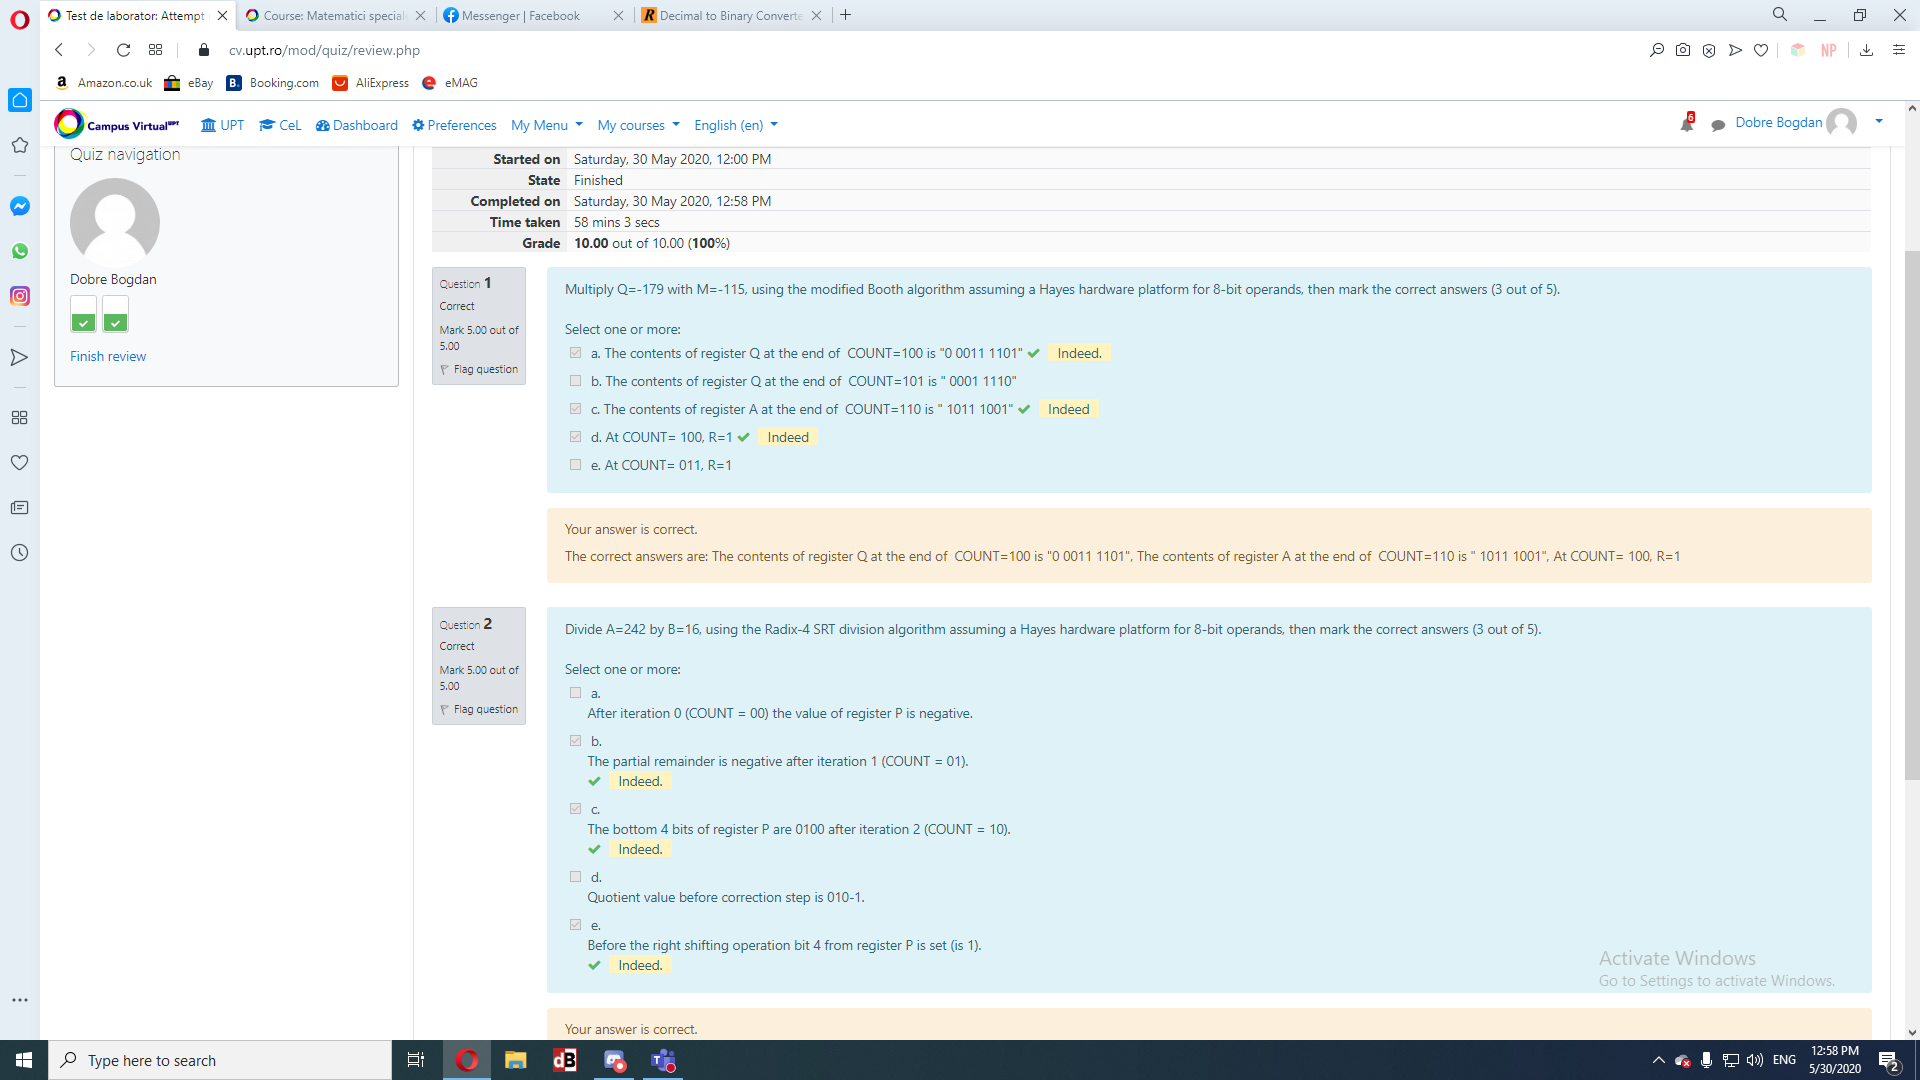 Test de laborator: Attempt
Course: Matematici special
Messenger | Facebook
R Decimal to Binary Converte
cv.upt.ro/mod/quiz/review.php
NP
a Amazon.co.uk
eBay
B. Booking.com
AliExpress
e eMAG
Campus Virtual UPT
UPT
CeL
Dashboard
Preferences
My Menu
My courses
English (en)
6
Dobre Bogdan
Quiz navigation
Dobre Bogdan
Finish review
Started on Saturday, 30 May 2020, 12:00 PM
State Finished
Completed on Saturday, 30 May 2020, 12:58 PM
Time taken 58 mins 3 secs
Grade 10.00 out of 10.00 (100%)
Question 1
Correct
Mark 5.00 out of
5.00
Flag question
Multiply Q=-179 with M=-115, using the modified Booth algorithm assuming a Hayes hardware platform for 8-bit operands, then mark the correct answers (3 out of 5).
Select one or more:
a. The contents of register Q at the end of COUNT=100 is "0 0011 1101" Indeed.
b. The contents of register Q at the end of COUNT=101 is " 0001 1110"
c. The contents of register A at the end of COUNT=110 is " 1011 1001" Indeed
d. At COUNT= 100, R=1 Indeed
e. At COUNT= 011, R=1
Your answer is correct.
The correct answers are: The contents of register Q at the end of COUNT=100 is "0 0011 1101", The contents of register A at the end of COUNT=110 is " 1011 1001", At COUNT= 100, R=1
Question 2
Correct
Mark 5.00 out of
5.00
Flag question
Divide A=242 by B=16, using the Radix-4 SRT division algorithm assuming a Hayes hardware platform for 8-bit operands, then mark the correct answers (3 out of 5).
Select one or more:
a.
After iteration 0 (COUNT = 00) the value of register P is negative.
b.
The partial remainder is negative after iteration 1 (COUNT = 01).
Indeed.
c.
The bottom 4 bits of register P are 0100 after iteration 2 (COUNT = 10).
Indeed.
d.
Quotient value before correction step is 010-1.
e.
Before the right shifting operation bit 4 from register P is set (is 1).
Indeed.
Your answer is correct.
Activate Windows
Go to Settings to activate Windows.
Type here to search
dB
T
ENG
12:58 PM
5/30/2020
2